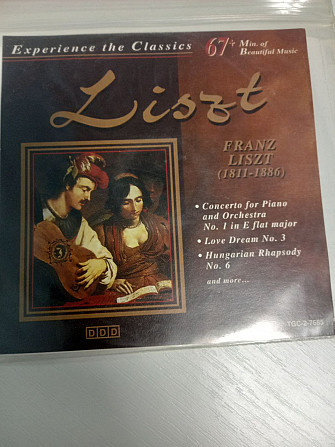 Experience the Classics
67+ Min. of
Beautiful Music
Liszt
FRANZ
LISZT
(1811-1886)
• Concerto for Piano
and Orchestra
No. 1 in E flat major
• Love Dream No. 3
• Hungarian Rhapsody
No. 6
and more...
DDD